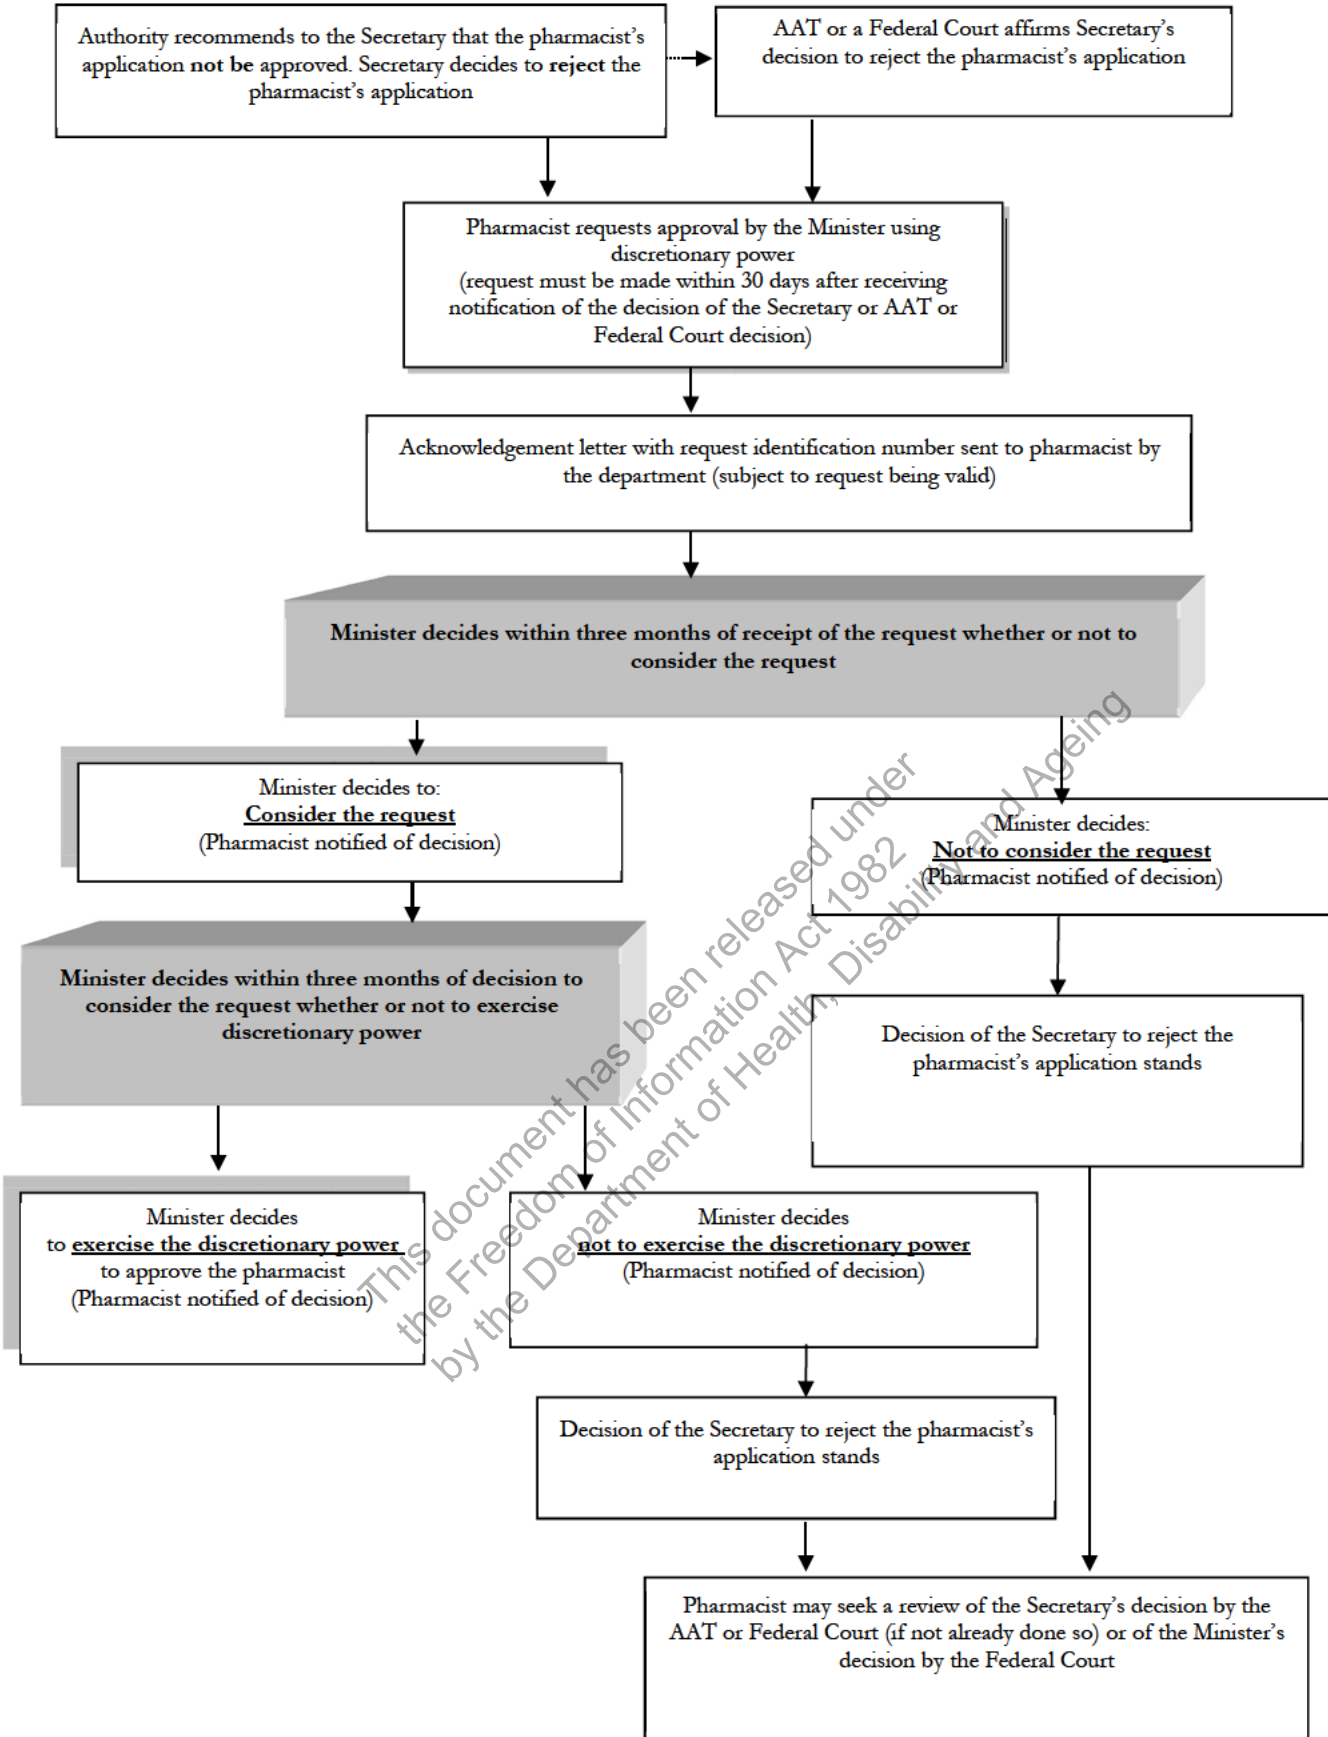 Authority recommends to the Secretary that the pharmacist's
application not be approved. Secretary decides to reject the
pharmacist's application
AAT or a Federal Court affirms Secretary's
decision to reject the pharmacist's application
Pharmacist requests approval by the Minister using
discretionary power
(request must be made within 30 days after receiving
notification of the decision of the Secretary or AAT or
Federal Court decision)
Acknowledgement letter with request identification number sent to pharmacist by
the department (subject to request being valid)
Minister decides within three months of receipt of the request whether or not to
consider the request
Minister decides to:
Consider the request
(Pharmacist notified of decision)
Minister decides:
Not to consider the request
(Pharmacist notified of decision)
Minister decides within three months of decision to
consider the request whether or not to exercise
discretionary power
Decision of the Secretary to reject the
pharmacist's application stands
Minister decides
to exercise the discretionary power
to approve the pharmacist
(Pharmacist notified of decision)
Minister decides
not to exercise the discretionary power
(Pharmacist notified of decision)
Decision of the Secretary to reject the pharmacist's
application stands
Pharmacist may seek a review of the Secretary's decision by the
AAT or Federal Court (if not already done so) or of the Minister's
decision by the Federal Court
This document has been released under
the Freedom of Information Act 1982
by the Department of Health, Disability and Ageing